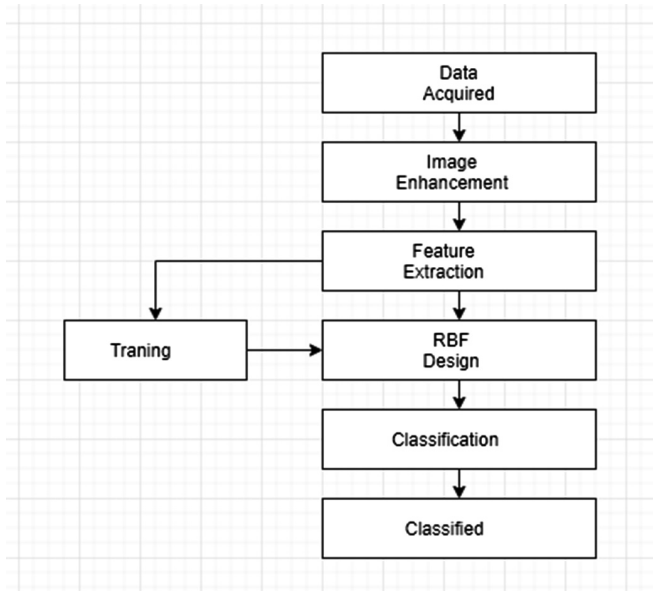 Data
Acquired
Image
Enhancement
Feature
Extraction
Traning
RBF
Design
Classification
Classified